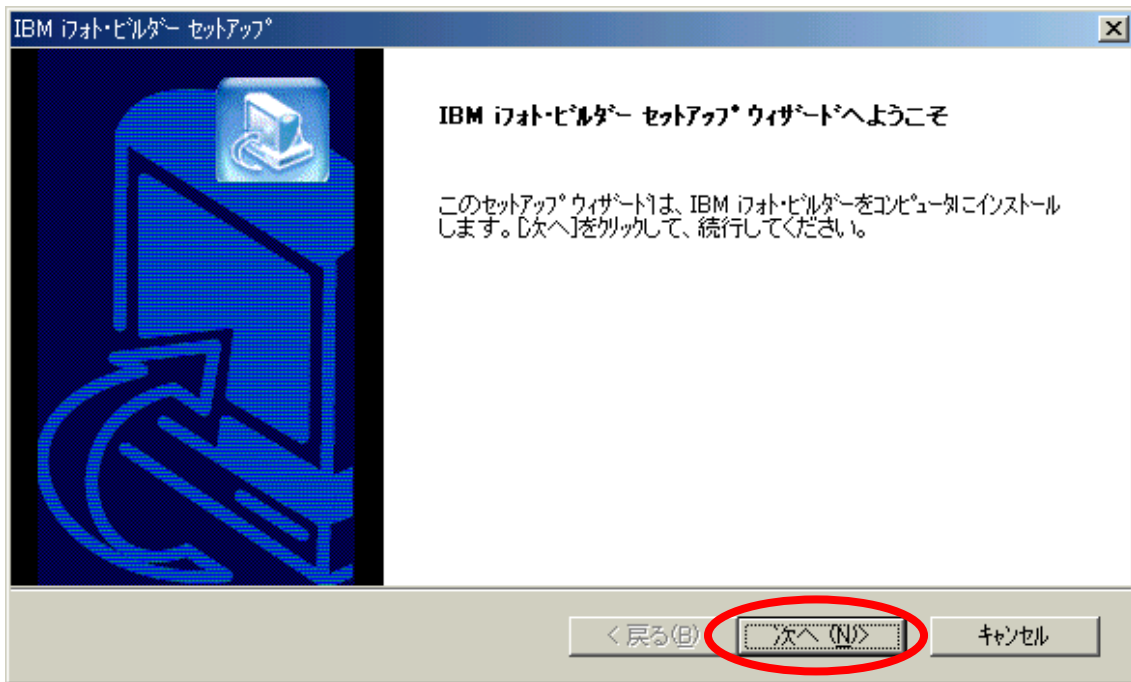 IBM iフォト・ビルダー セットアップ
IBM iフォト・ビルダー セットアップ ウィザードへようこそ
このセットアップ ウィザードは、IBM iフォト・ビルダーをコンピュータにインストール
します。[次へ]をクリックして、続行してください。
< 戻る(B) 次へ (N)> キャンセル